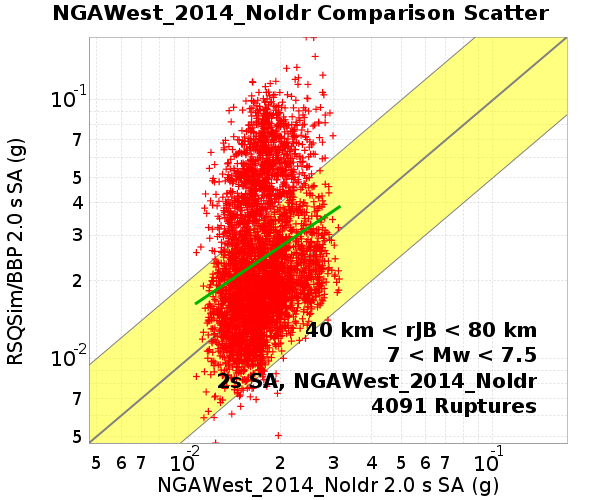 NGAWest_2014_NoIdr Comparison Scatter
RSQSim/BBP 2.0 s SA (g)
10-1
7
5
4
3
2
10-2
7
5
40 km < rJB < 80 km
7 < Mw < 7.5
2s SA, NGAWest_2014_NoIdr
4091 Ruptures
5 6 7 10-2 2 3 4 5 6 7 10-1
NGAWest_2014_NoIdr 2.0 s SA (g)